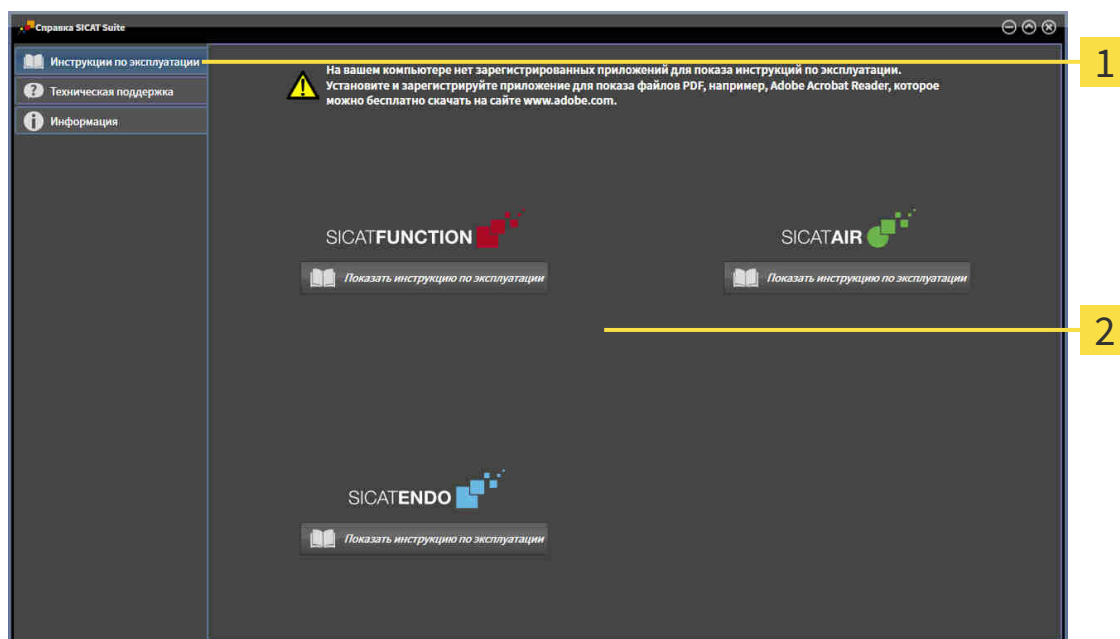 Справка SICAT Suite
Инструкции по эксплуатации
1
Техническая поддержка
Информация
На вашем компьютере нет зарегистрированных приложений для показа инструкций по эксплуатации.
Установите и зарегистрируйте приложение для показа файлов PDF, например, Adobe Acrobat Reader, которое
можно бесплатно скачать на сайте www.adobe.com.
SICATFUNCTION
Показать инструкцию по эксплуатации
SICATAIR
Показать инструкцию по эксплуатации
2
SICATENDO
Показать инструкцию по эксплуатации